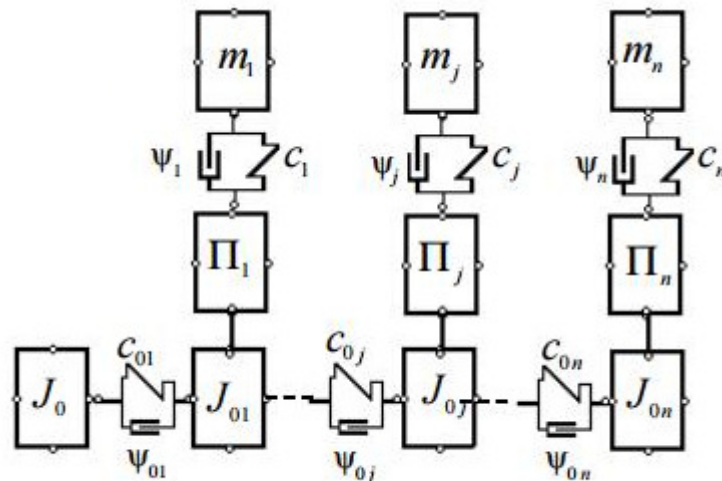 m₁ mⱼ mₙ
ψ₁ c₁ ψⱼ cⱼ ψₙ cₙ
Π₁ Πⱼ Πₙ
c₀₁ c₀ⱼ c₀ₙ
J₀ J₀₁ J₀ⱼ J₀ₙ
ψ₀₁ ψ₀ⱼ ψ₀ₙ